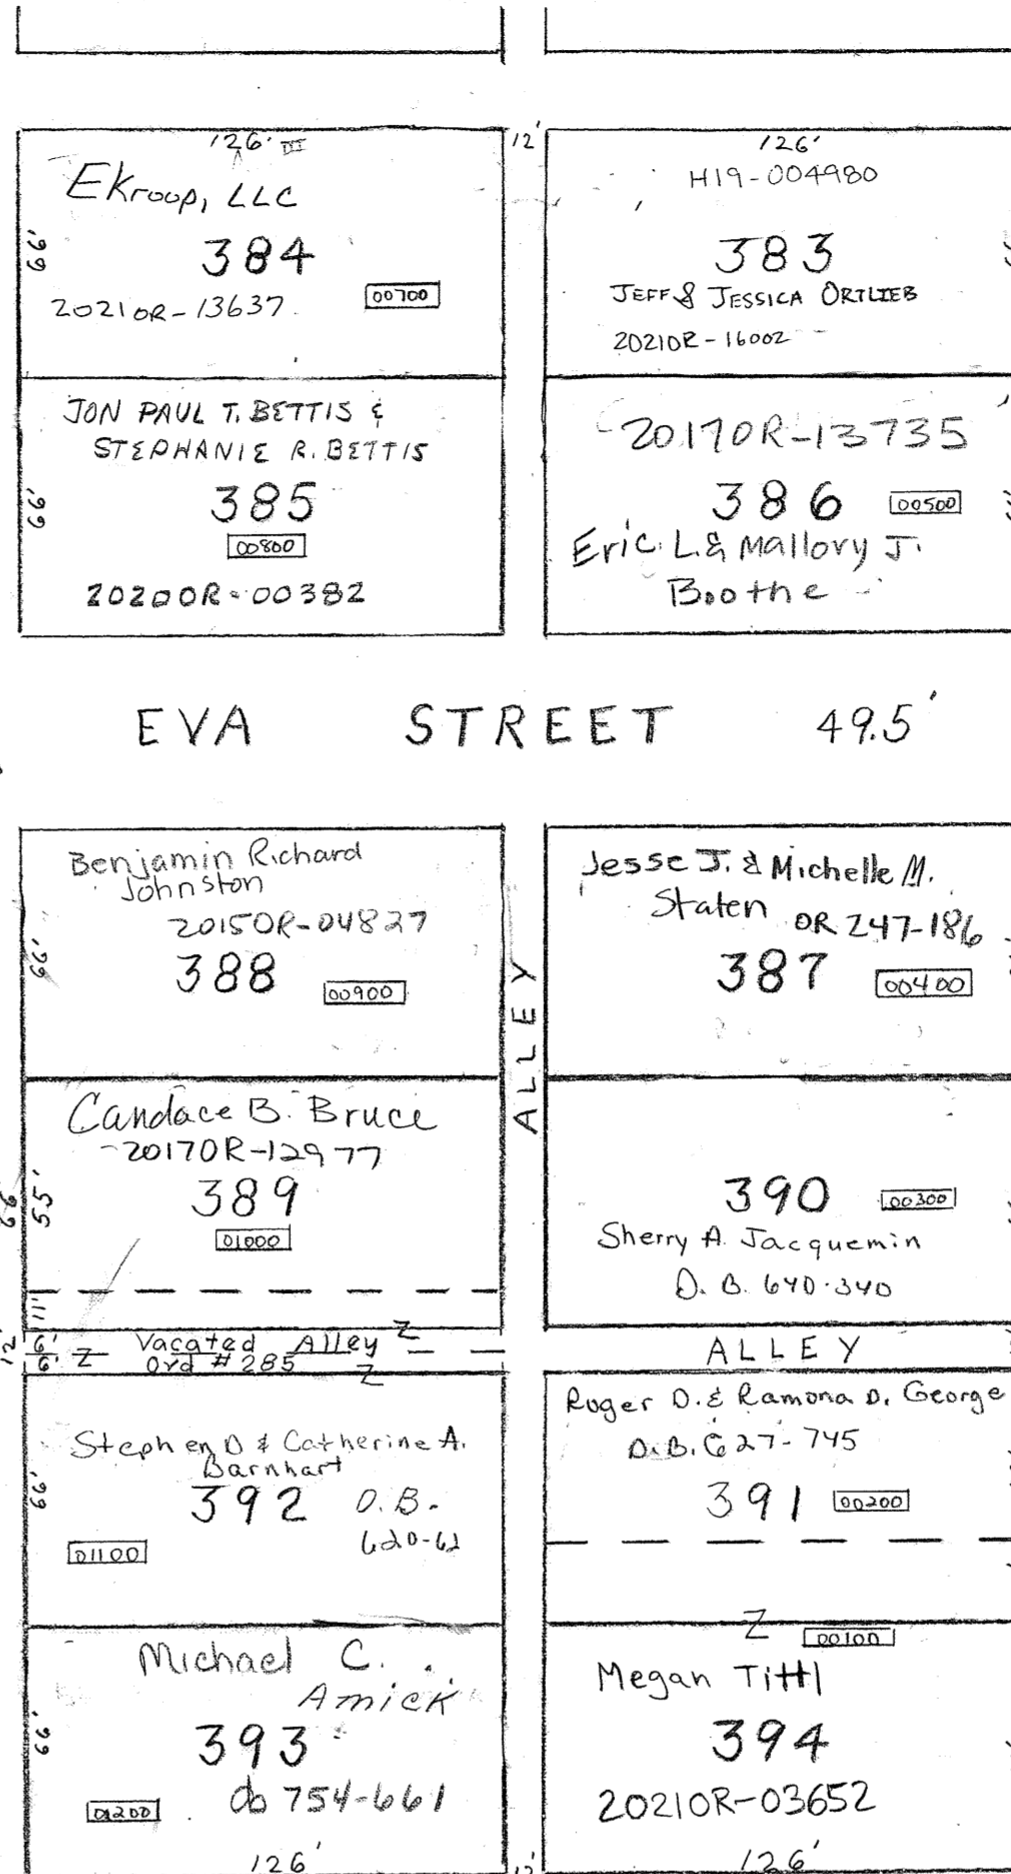 126'
Ekroop, LLC
66'
384
00700
2021OR-13637
12'
126'
H19-004980
383
JEFF & JESSICA ORTLIEB
2021OR-16002
JON PAUL T. BETTIS &
STEPHANIE R. BETTIS
66'
385
00800
2020OR-00382
2017OR-13735
386
00500
Eric L. & Mallory J.
Boothe
EVA STREET 49.5'
Benjamin Richard
Johnston
2015OR-04827
66'
388
00900
ALLEY
Jesse J. & Michelle M.
Staten OR 247-186
387
00400
Candace B. Bruce
2017OR-12977
66'
55'
389
01000
11'
390
00300
Sherry A. Jacquemin
D. B. 640-340
12'
6'
6'
Z
Vacated Alley Z
Ord # 285
Z
ALLEY
Stephen D & Catherine A.
Barnhart
66'
392 D.B.
620-62
01100
Roger D. & Ramona D. George
D.B. 627-745
391
00200
Michael C.
Amick
66'
393
01200
db 754-661
126'
12'
Z
00100
Megan Tittl
394
2021OR-03652
126'